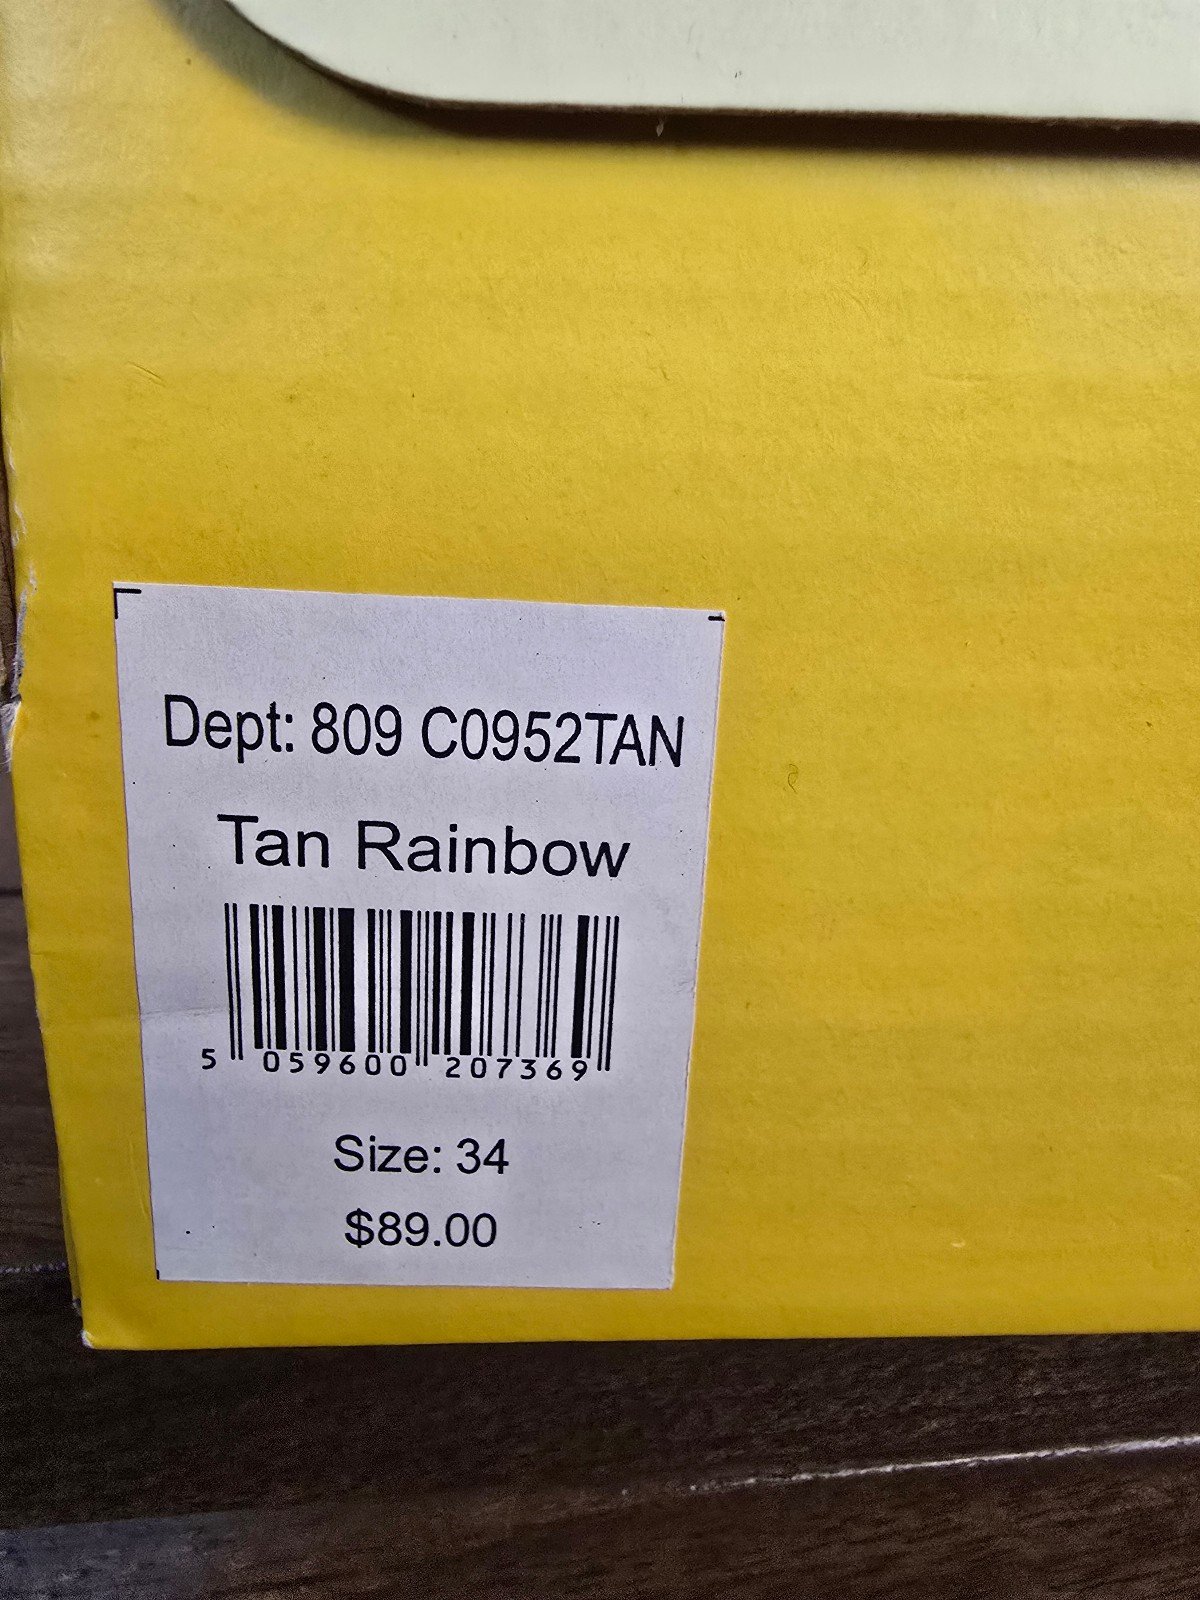 Dept: 809 C0952TAN
Tan Rainbow
5 059600 207369
Size: 34
$89.00